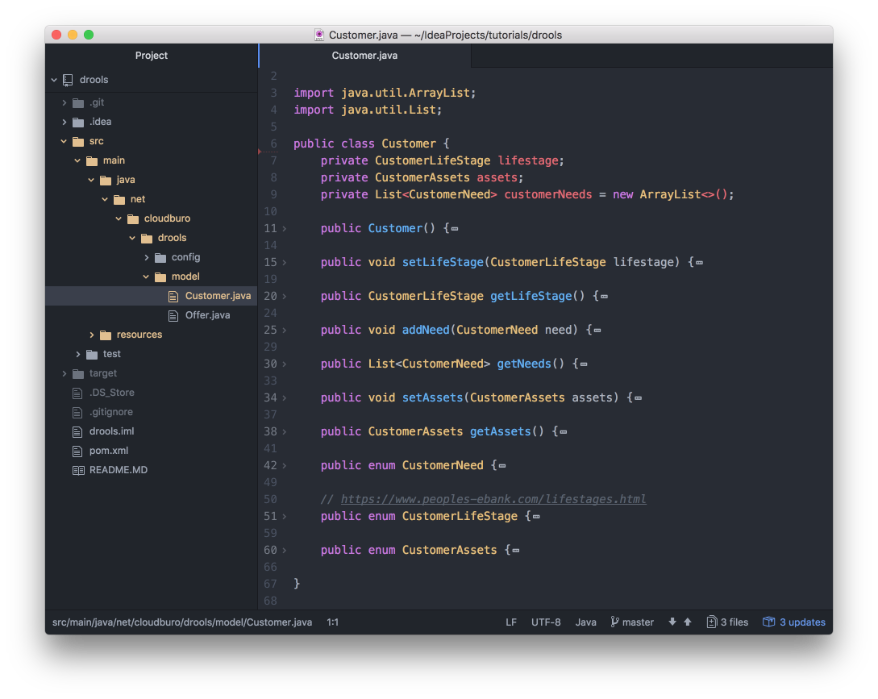 Customer.java — ~/IdeaProjects/tutorials/drools
Project
drools
.git
.idea
src
main
java
net
cloudburo
drools
config
model
Customer.java
Offer.java
resources
test
target
.DS_Store
.gitignore
drools.iml
pom.xml
README.MD
Customer.java
2
3 import java.util.ArrayList;
4 import java.util.List;
5
6 public class Customer {
7 private CustomerLifeStage lifestage;
8 private CustomerAssets assets;
9 private List<CustomerNeed> customerNeeds = new ArrayList<>();
10
11 public Customer() {
14
15 public void setLifeStage(CustomerLifeStage lifestage) {
19
20 public CustomerLifeStage getLifeStage() {
24
25 public void addNeed(CustomerNeed need) {
29
30 public List<CustomerNeed> getNeeds() {
33
34 public void setAssets(CustomerAssets assets) {
37
38 public CustomerAssets getAssets() {
41
42 public enum CustomerNeed {
49
50 // https://www.peoples-ebank.com/lifestages.html
51 public enum CustomerLifeStage {
59
60 public enum CustomerAssets {
66
67 }
68
src/main/java/net/cloudburo/drools/model/Customer.java 1:1 LF UTF-8 Java master 3 files 3 updates